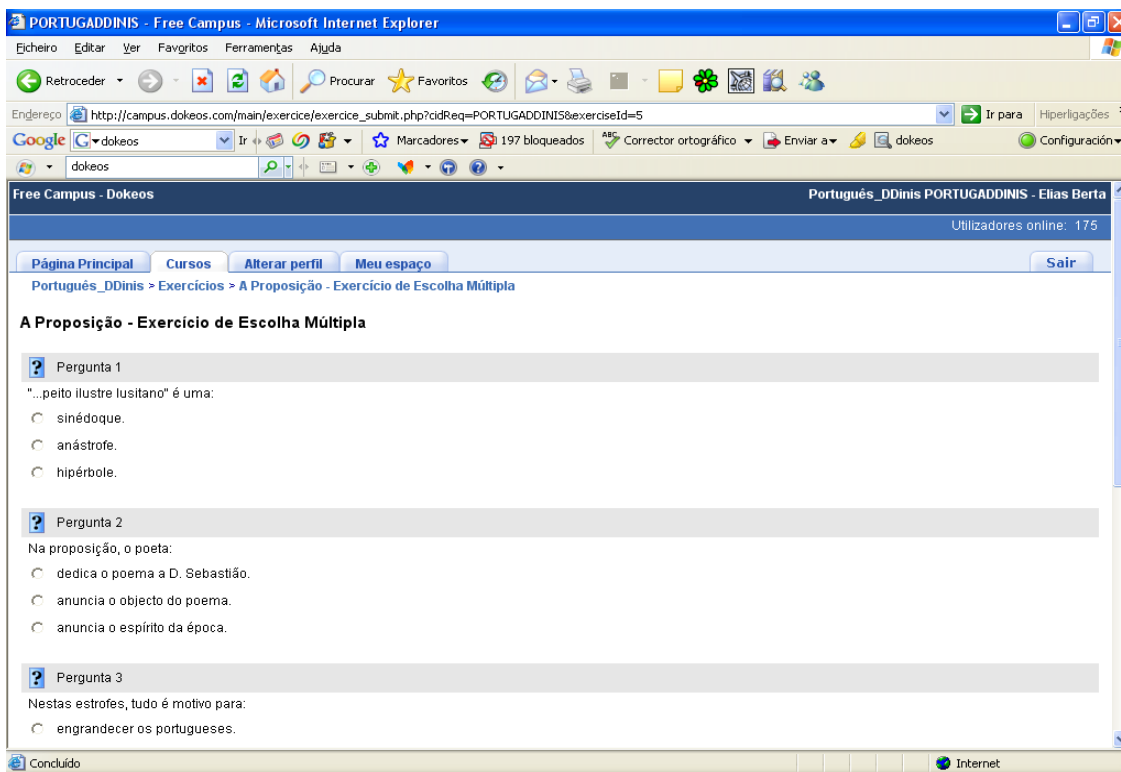 PORTUGADDINIS - Free Campus - Microsoft Internet Explorer
Ficheiro Editar Ver Favoritos Ferramentas Ajuda
Retroceder Procurar Favoritos
Endereço http://campus.dokeos.com/main/exercice/exercice_submit.php?cidReq=PORTUGADDINIS&exerciseId=5 Ir para Hiperligações
Google G dokeos Ir Marcadores 197 bloqueados ABC Corrector ortográfico Enviar a dokeos Configuración
dokeos
Free Campus - Dokeos Português_DDinis PORTUGADDINIS - Elias Berta
Utilizadores online: 175
Página Principal Cursos Alterar perfil Meu espaço Sair
Português_DDinis > Exercícios > A Proposição - Exercício de Escolha Múltipla
A Proposição - Exercício de Escolha Múltipla
? Pergunta 1
"...peito ilustre lusitano" é uma:
sinédoque.
anástrofe.
hipérbole.
? Pergunta 2
Na proposição, o poeta:
dedica o poema a D. Sebastião.
anuncia o objecto do poema.
anuncia o espírito da época.
? Pergunta 3
Nestas estrofes, tudo é motivo para:
engrandecer os portugueses.
Concluído Internet